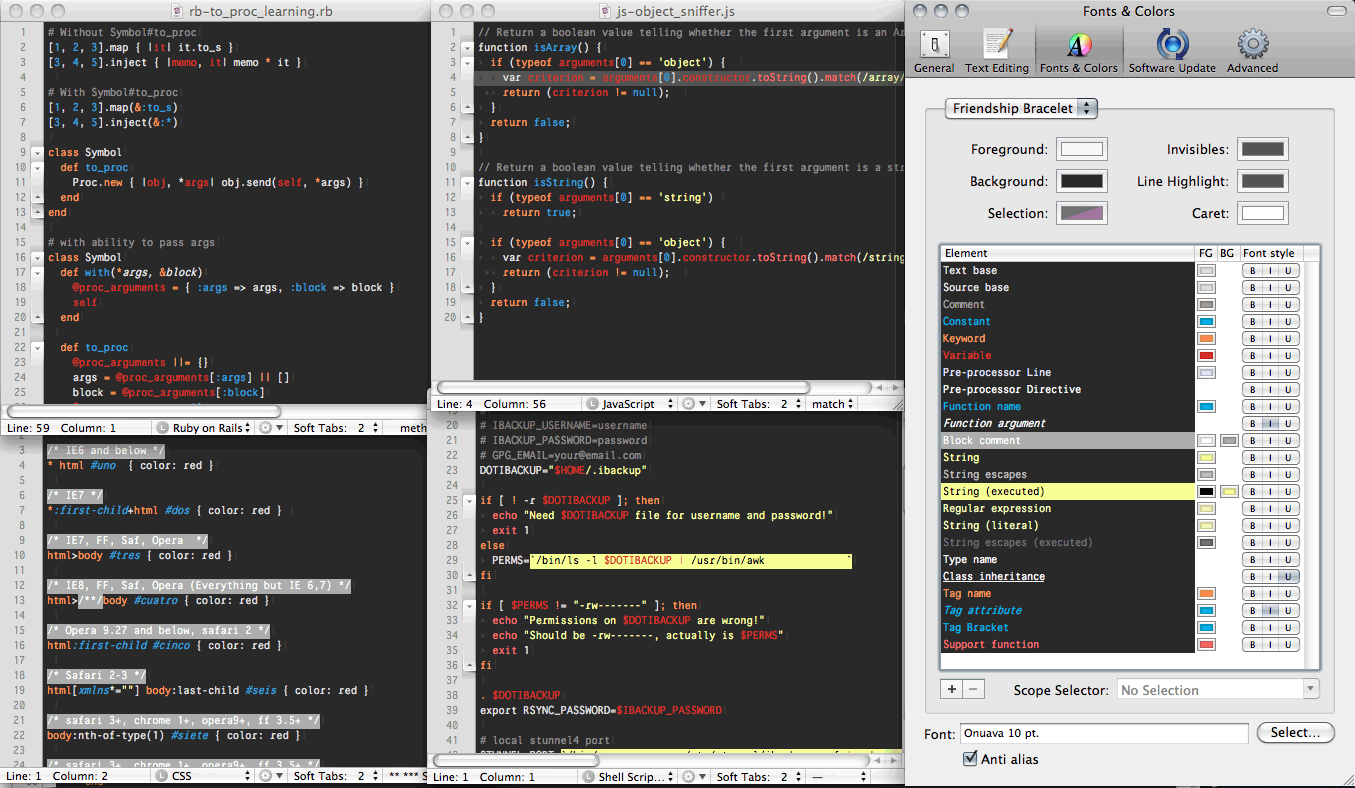 rb-to_proc_learning.rb
1 # Without Symbol#to_proc
2 [1, 2, 3].map { |it| it.to_s }
3 [3, 4, 5].inject { |memo, it| memo * it }
4
5 # With Symbol#to_proc
6 [1, 2, 3].map(&:to_s)
7 [3, 4, 5].inject(&:*)
8
9 class Symbol
10 def to_proc
11 Proc.new { |obj, *args| obj.send(self, *args) }
12 end
13 end
14
15 # with ability to pass args
16 class Symbol
17 def with(*args, &block)
18 @proc_arguments = { :args => args, :block => block }
19 self
20 end
21
22 def to_proc
23 @proc_arguments ||= {}
24 args = @proc_arguments[:args] || []
25 block = @proc_arguments[:block]
Line: 59 Column: 1 Ruby on Rails Soft Tabs: 2 meth
3 /* IE6 and below */
4 * html #uno { color: red }
5
6 /* IE7 */
7 *:first-child+html #dos { color: red }
8
9 /* IE7, FF, Saf, Opera */
10 html>body #tres { color: red }
11
12 /* IE8, FF, Saf, Opera (Everything but IE 6,7) */
13 html>/**/body #cuatro { color: red }
14
15 /* Opera 9.27 and below, safari 2 */
16 html:first-child #cinco { color: red }
17
18 /* Safari 2-3 */
19 html[xmlns*=""] body:last-child #seis { color: red }
20
21 /* safari 3+, chrome 1+, opera9+, ff 3.5+ */
22 body:nth-of-type(1) #siete { color: red }
23
24 /* safari 3+, chrome 1+, opera9+, ff 3.5+ */
Line: 1 Column: 2 CSS Soft Tabs: 2 ** *** S
js-object_sniffer.js
1 // Return a boolean value telling whether the first argument is an Ar
2 function isArray() {
3 if (typeof arguments[0] == 'object') {
4 var criterion = arguments[0].constructor.toString().match(/array/
5 return (criterion != null);
6 }
7 return false;
8 }
9
10 // Return a boolean value telling whether the first argument is a str
11 function isString() {
12 if (typeof arguments[0] == 'string')
13 return true;
14
15 if (typeof arguments[0] == 'object') {
16 var criterion = arguments[0].constructor.toString().match(/string
17 return (criterion != null);
18 }
19 return false;
20 }
Line: 4 Column: 56 JavaScript Soft Tabs: 2 match
20 # IBACKUP_USERNAME=username
21 # IBACKUP_PASSWORD=password
22 # GPG_EMAIL=your@email.com
23 DOTIBACKUP="$HOME/.ibackup"
24
25 if [ ! -r $DOTIBACKUP ]; then
26 echo "Need $DOTIBACKUP file for username and password!"
27 exit 1
28 else
29 PERMS=`/bin/ls -l $DOTIBACKUP | /usr/bin/awk `
30 fi
31
32 if [ $PERMS != "-rw-------" ]; then
33 echo "Permissions on $DOTIBACKUP are wrong!"
34 echo "Should be -rw-------, actually is $PERMS"
35 exit 1
36 fi
37
38 . $DOTIBACKUP
39 export RSYNC_PASSWORD=$IBACKUP_PASSWORD
40
41 # local stunnel4 port
Line: 1 Column: 1 Shell Scrip... Soft Tabs: 2 —
Fonts & Colors
General Text Editing Fonts & Colors Software Update Advanced
Friendship Bracelet
Foreground: Invisibles:
Background: Line Highlight:
Selection: Caret:
Element FG BG Font style
Text base B I U
Source base B I U
Comment B I U
Constant B I U
Keyword B I U
Variable B I U
Pre-processor Line B I U
Pre-processor Directive B I U
Function name B I U
Function argument B I U
Block comment B I U
String B I U
String escapes B I U
String (executed) B I U
Regular expression B I U
String (literal) B I U
String escapes (executed) B I U
Type name B I U
Class inheritance B I U
Tag name B I U
Tag attribute B I U
Tag Bracket B I U
Support function B I U
+ − Scope Selector: No Selection
Font: Onuava 10 pt. Select...
Anti alias